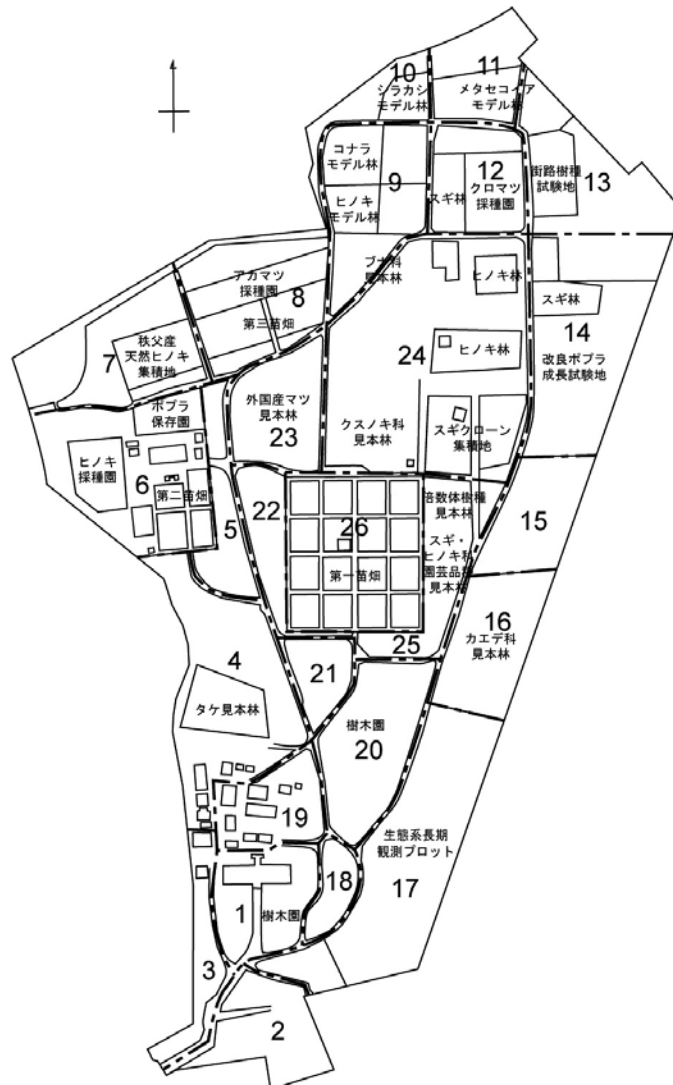 10
シラカシ
モデル林
11
メタセコイア
モデル林
コナラ
モデル林
9
ヒノキ
モデル林
12
スギ林
クロマツ
採種園
街路樹種
試験地
13
ブナ科
見本林
ヒノキ林
アカマツ
採種園
8
第三苗畑
スギ林
14
改良ポプラ
成長試験地
秩父産
天然ヒノキ
集積地
7
24
ヒノキ林
ポプラ
保存園
外国産マツ
見本林
23
クスノキ科
見本林
スギクローン
集積地
ヒノキ
採種園
6
第二苗畑
5
22
26
第一苗畑
倍数体樹種
見本林
スギ・
ヒノキ科
園芸品種
見本林
15
16
カエデ科
見本林
25
21
4
タケ見本林
樹木園
20
19
生態系長期
観測プロット
17
18
1
樹木園
3
2